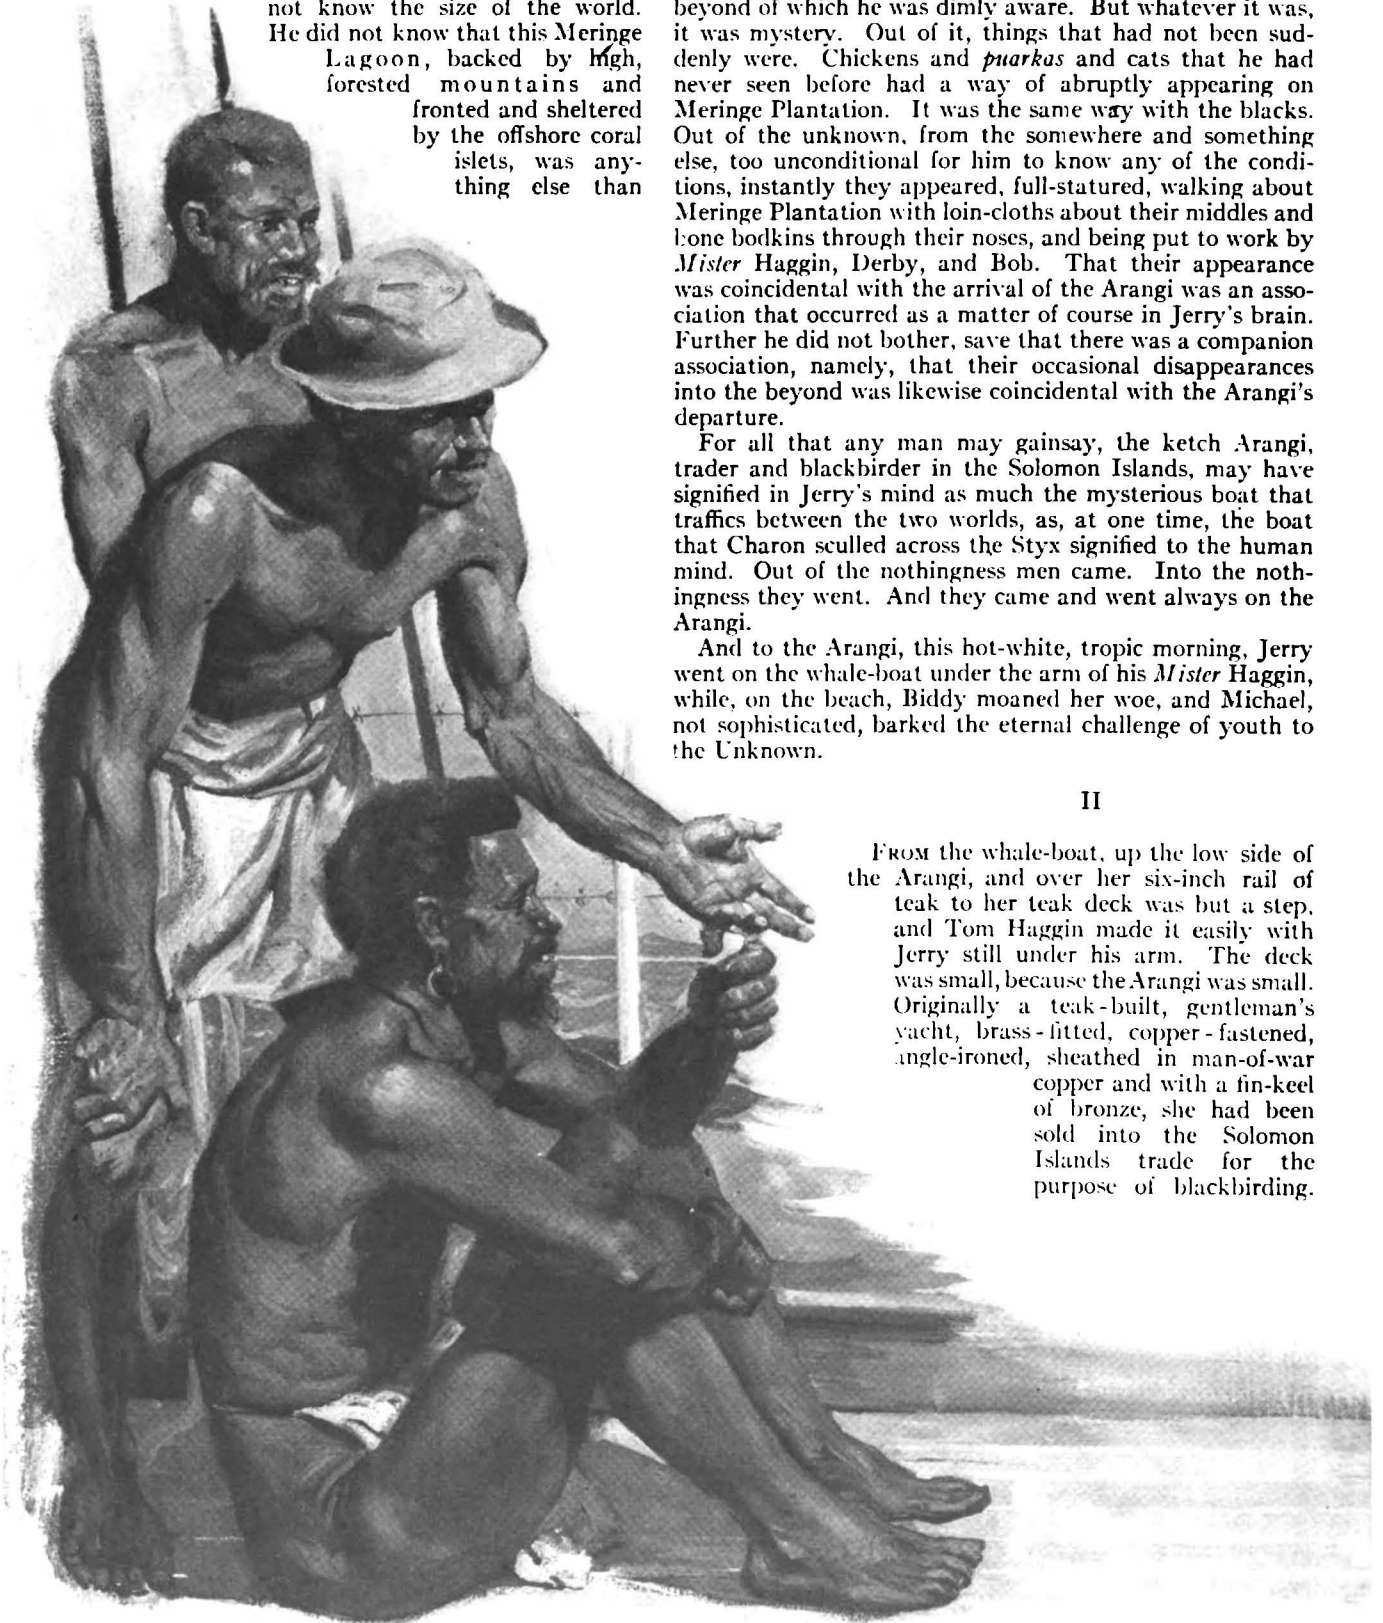 not know the size of the world.
He did not know that this Meringe
Lagoon, backed by high,
forested mountains and
fronted and sheltered
by the offshore coral
islets, was any-
thing else than
beyond of which he was dimly aware. But whatever it was,
it was mystery. Out of it, things that had not been sud-
denly were. Chickens and puarkas and cats that he had
never seen before had a way of abruptly appearing on
Meringe Plantation. It was the same way with the blacks.
Out of the unknown, from the somewhere and something
else, too unconditional for him to know any of the condi-
tions, instantly they appeared, full-statured, walking about
Meringe Plantation with loin-cloths about their middles and
bone bodkins through their noses, and being put to work by
Mister Haggin, Derby, and Bob. That their appearance
was coincidental with the arrival of the Arangi was an asso-
ciation that occurred as a matter of course in Jerry's brain.
Further he did not bother, save that there was a companion
association, namely, that their occasional disappearances
into the beyond was likewise coincidental with the Arangi's
departure.
For all that any man may gainsay, the ketch Arangi,
trader and blackbirder in the Solomon Islands, may have
signified in Jerry's mind as much the mysterious boat that
traffics between the two worlds, as, at one time, the boat
that Charon sculled across the Styx signified to the human
mind. Out of the nothingness men came. Into the noth-
ingness they went. And they came and went always on the
Arangi.
And to the Arangi, this hot-white, tropic morning, Jerry
went on the whale-boat under the arm of his Mister Haggin,
while, on the beach, Biddy moaned her woe, and Michael,
not sophisticated, barked the eternal challenge of youth to
the Unknown.
II
FROM the whale-boat, up the low side of
the Arangi, and over her six-inch rail of
teak to her teak deck was but a step,
and Tom Haggin made it easily with
Jerry still under his arm. The deck
was small, because the Arangi was small.
Originally a teak-built, gentleman's
yacht, brass-fitted, copper-fastened,
angle-ironed, sheathed in man-of-war
copper and with a fin-keel
of bronze, she had been
sold into the Solomon
Islands trade for the
purpose of blackbirding.